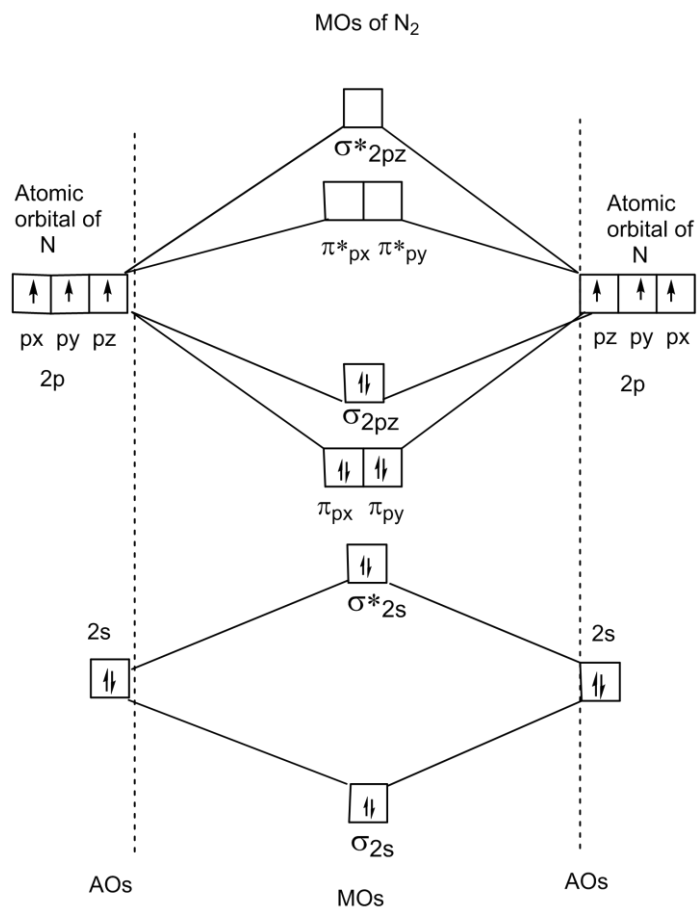 MOs of N₂
σ*2pz
Atomic
orbital of
N
Atomic
orbital of
N
π*px π*py
px py pz
pz py px
2p
2p
σ2pz
πpx πpy
σ*2s
2s
2s
σ2s
AOs
MOs
AOs